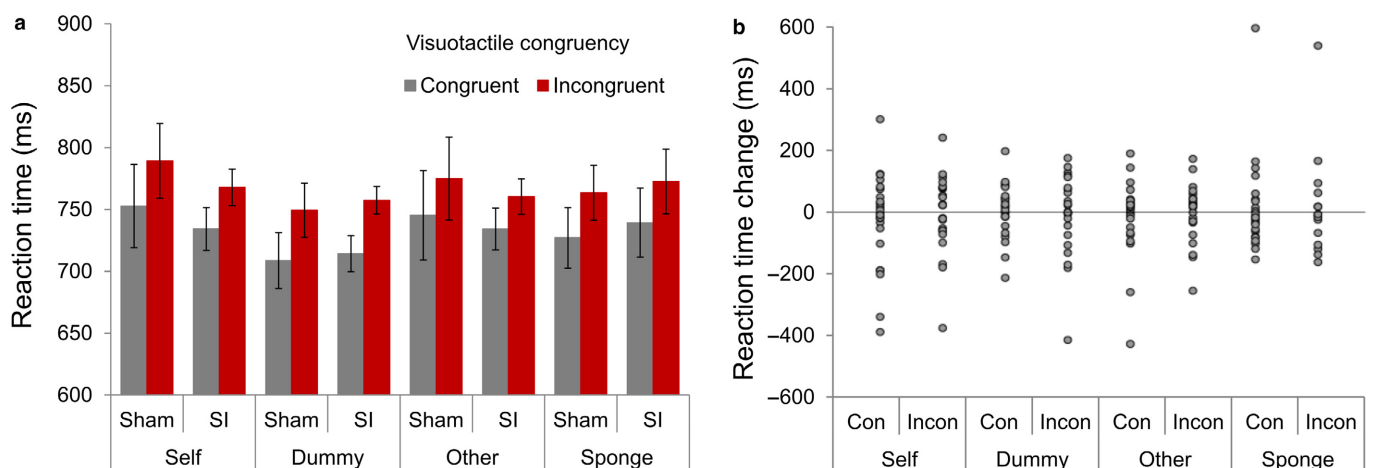 a
Reaction time (ms)
900
850
800
750
700
650
600
Visuotactile congruency
Congruent Incongruent
Sham SI Sham SI Sham SI Sham SI
Self Dummy Other Sponge
b
Reaction time change (ms)
600
400
200
0
−200
−400
−600
Con Incon Con Incon Con Incon Con Incon
Self Dummy Other Sponge